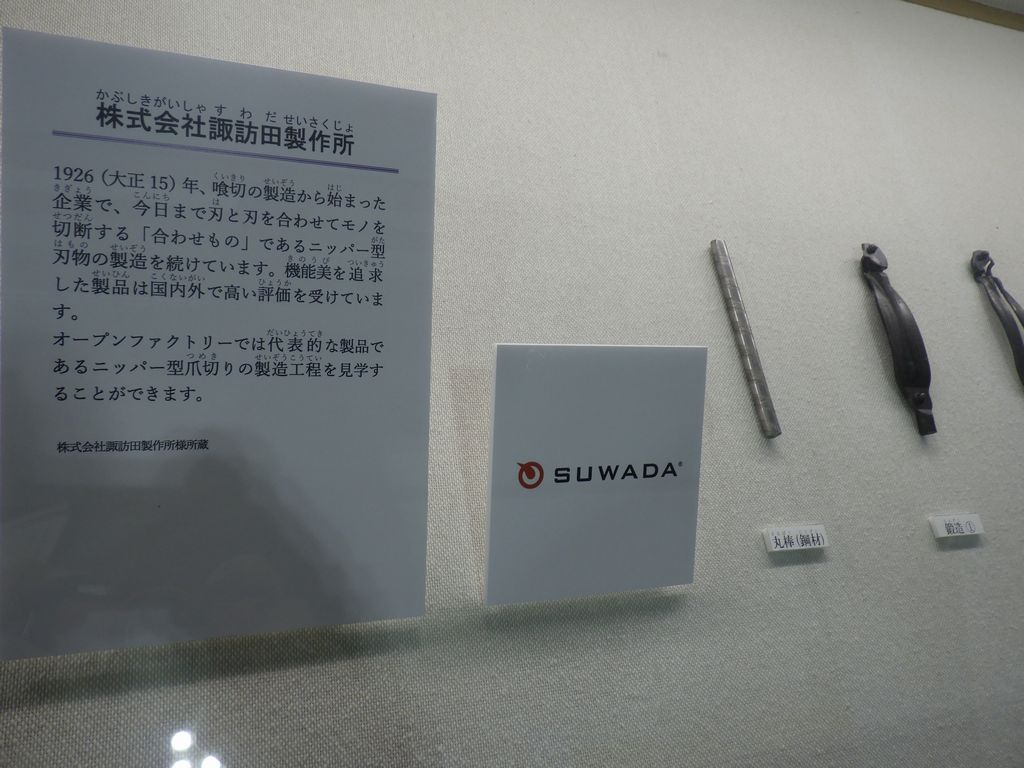 かぶしきがいしゃ す わ だ せいさくじょ
株式会社諏訪田製作所
1926（大正 15）年、喰切の製造から始まった
企業で、今日まで刃と刃を合わせてモノを
切断する「合わせもの」であるニッパー型
刃物の製造を続けています。機能美を追求
した製品は国内外で高い評価を受けていま
す。
オープンファクトリーでは代表的な製品で
あるニッパー型爪切りの製造工程を見学す
ることができます。
株式会社諏訪田製作所様所蔵
SUWADA®
丸棒（鋼材）
鍛造①